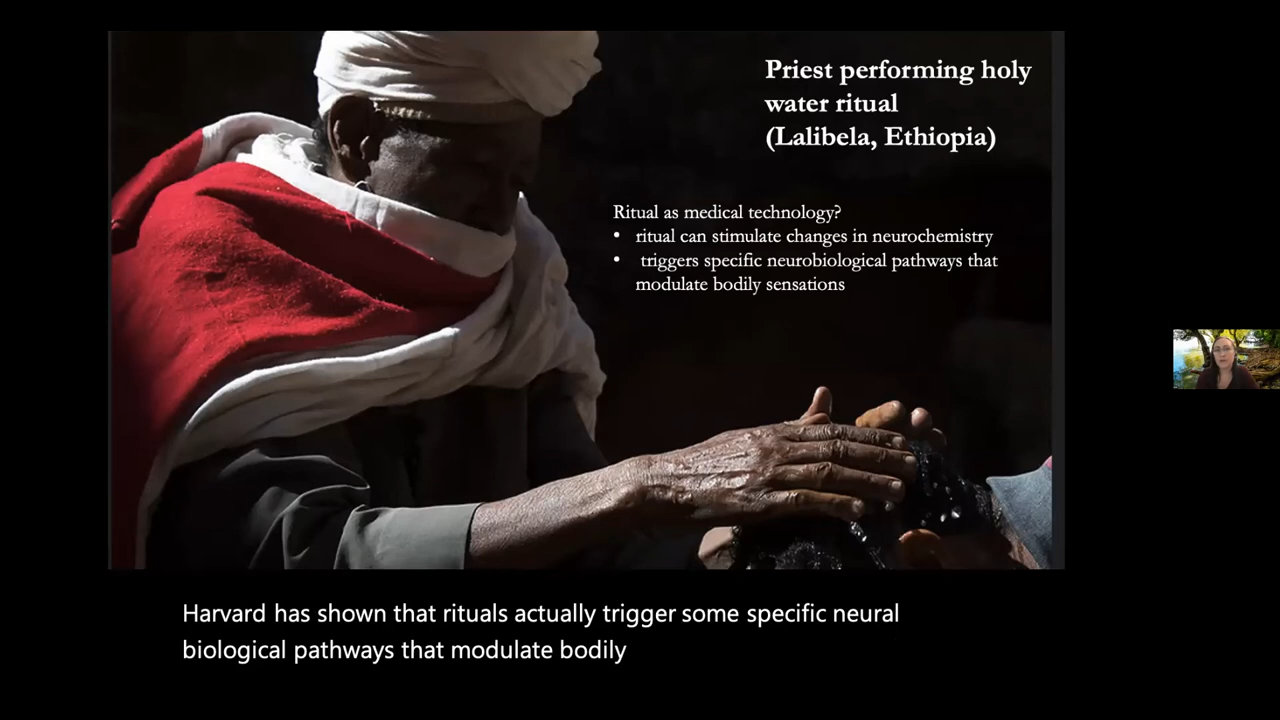 Priest performing holy
water ritual
(Lalibela, Ethiopia)
Ritual as medical technology?
• ritual can stimulate changes in neurochemistry
• triggers specific neurobiological pathways that
modulate bodily sensations
Harvard has shown that rituals actually trigger some specific neural
biological pathways that modulate bodily